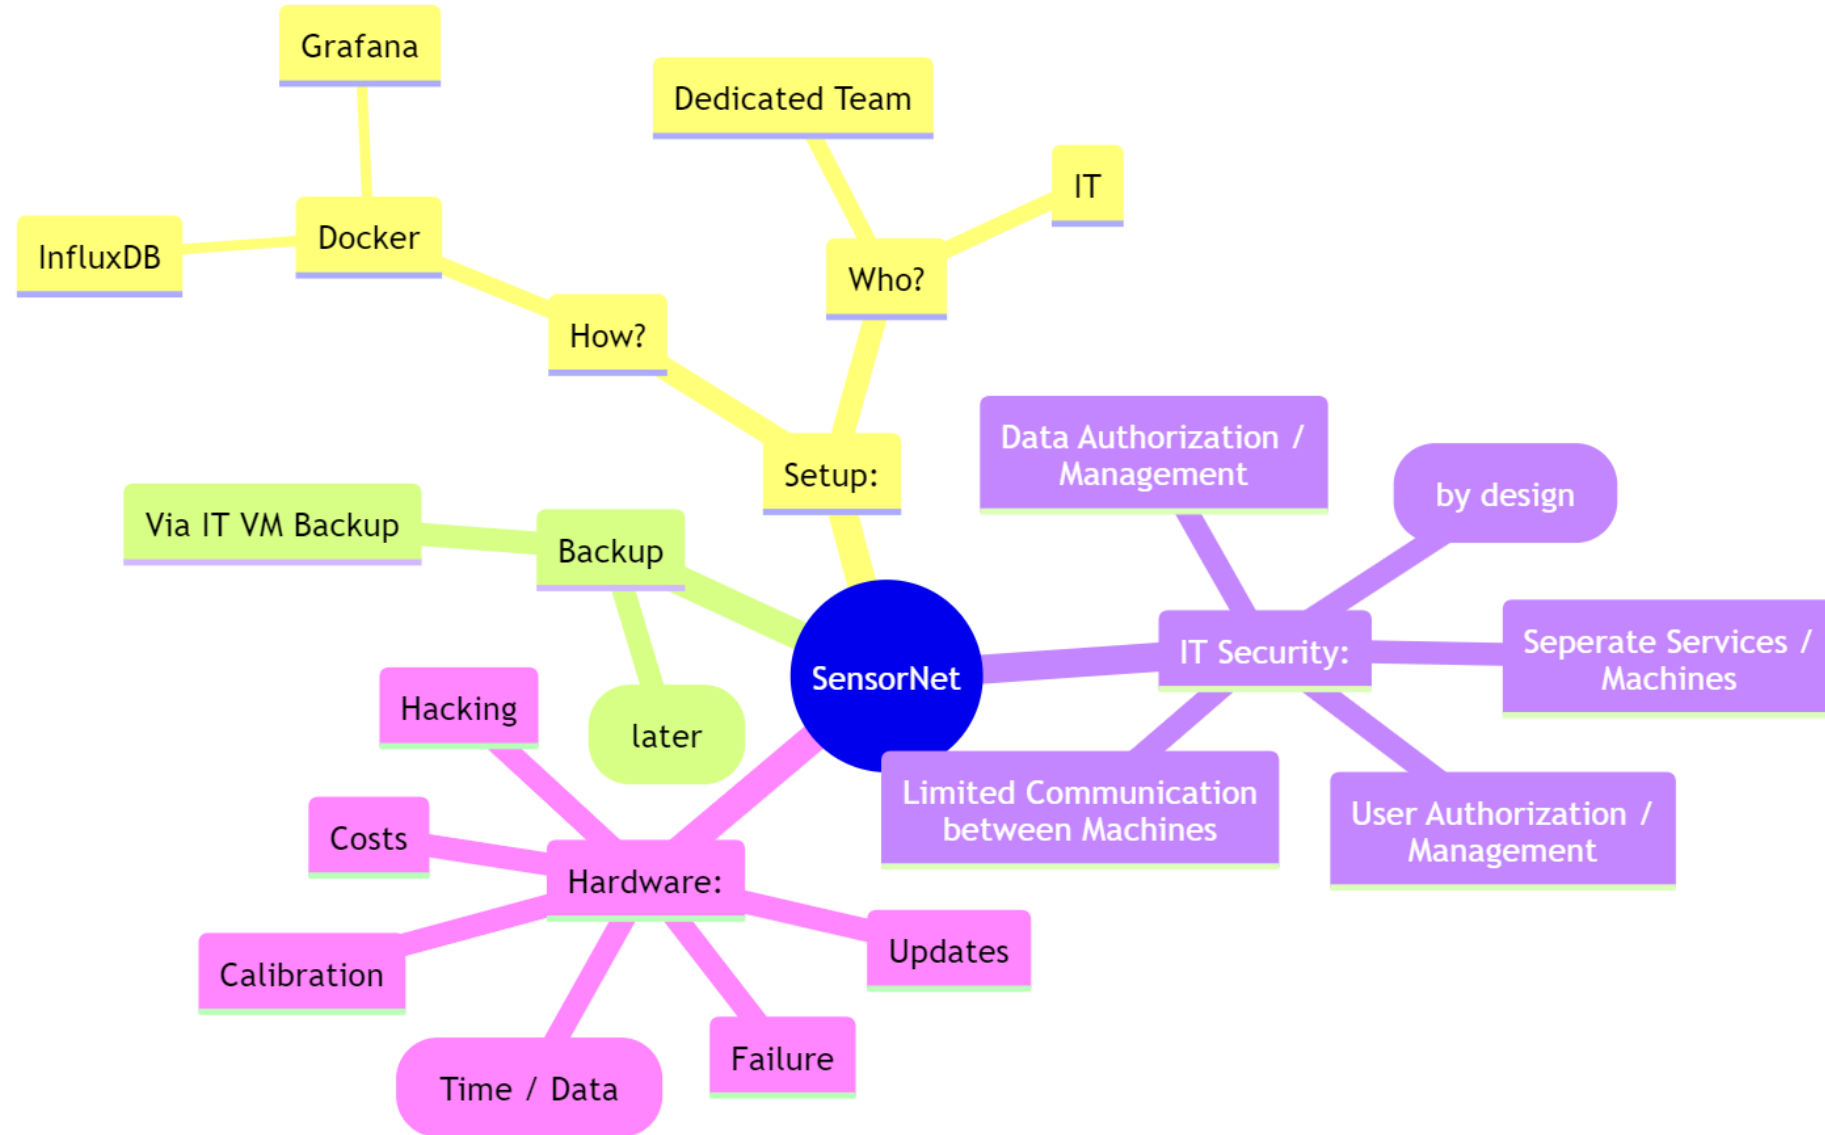 Grafana
Dedicated Team
IT
InfluxDB
Docker
Who?
How?
Setup:
Data Authorization /
Management
by design
Via IT VM Backup
Backup
IT Security:
Seperate Services /
Machines
SensorNet
Hacking
later
Limited Communication
between Machines
User Authorization /
Management
Costs
Hardware:
Calibration
Updates
Time / Data
Failure